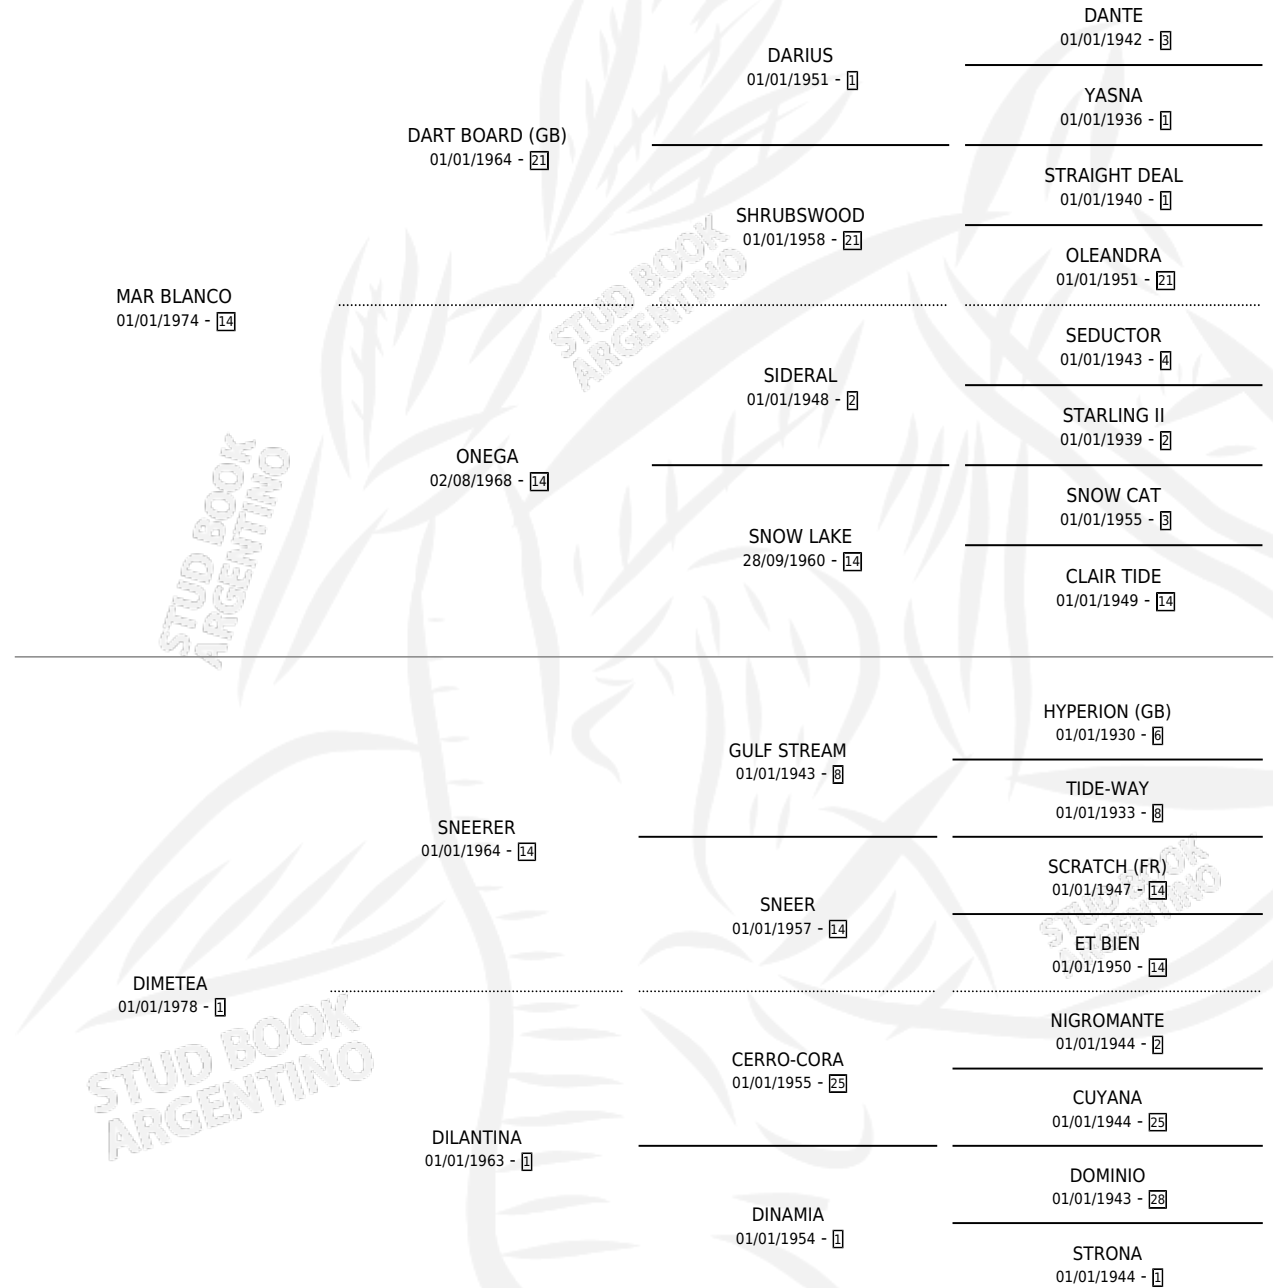 DANTE
01/01/1942 - 3
DARIUS
01/01/1951 - 1
YASNA
01/01/1936 - 1
DART BOARD (GB)
01/01/1964 - 21
STRAIGHT DEAL
01/01/1940 - 1
SHRUBSWOOD
01/01/1958 - 21
OLEANDRA
01/01/1951 - 21
MAR BLANCO
01/01/1974 - 14
STUD BOOK
ARGENTINO
SEDUCTOR
01/01/1943 - 4
SIDERAL
01/01/1948 - 2
STARLING II
01/01/1939 - 2
ONEGA
02/08/1968 - 14
SNOW CAT
01/01/1955 - 3
SNOW LAKE
28/09/1960 - 14
CLAIR TIDE
01/01/1949 - 14
STUD BOOK
ARGENTINO
HYPERION (GB)
01/01/1930 - 6
GULF STREAM
01/01/1943 - 8
TIDE-WAY
01/01/1933 - 8
SNEERER
01/01/1964 - 14
SCRATCH (FR)
01/01/1947 - 14
SNEER
01/01/1957 - 14
STUD BOOK
ARGENTINO
ET BIEN
01/01/1950 - 14
DIMETEA
01/01/1978 - 1
NIGROMANTE
01/01/1944 - 2
CERRO-CORA
01/01/1955 - 25
CUYANA
01/01/1944 - 25
STUD BOOK
ARGENTINO
DILANTINA
01/01/1963 - 1
DOMINIO
01/01/1943 - 28
DINAMIA
01/01/1954 - 1
STRONA
01/01/1944 - 1